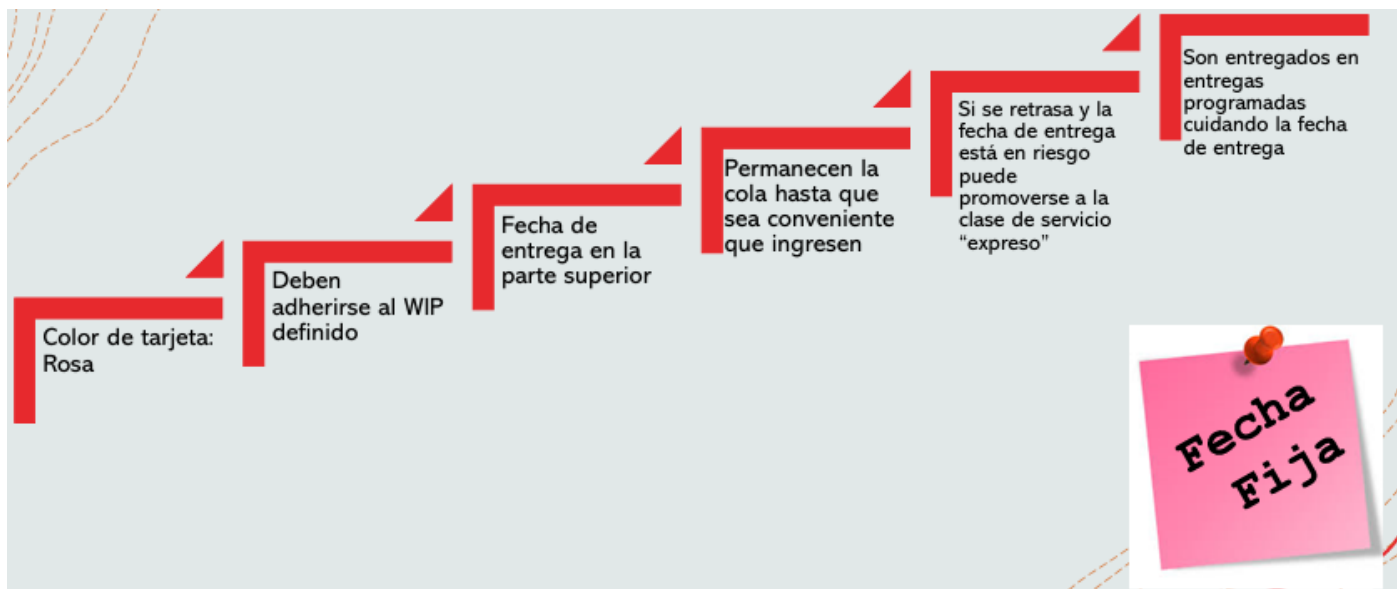 Color de tarjeta:
Rosa
Deben
adherirse al WIP
definido
Fecha de
entrega en la
parte superior
Permanecen la
cola hasta que
sea conveniente
que ingresen
Si se retrasa y la
fecha de entrega
está en riesgo
puede
promoverse a la
clase de servicio
“expreso”
Son entregados en
entregas
programadas
cuidando la fecha
de entrega
Fecha
Fija